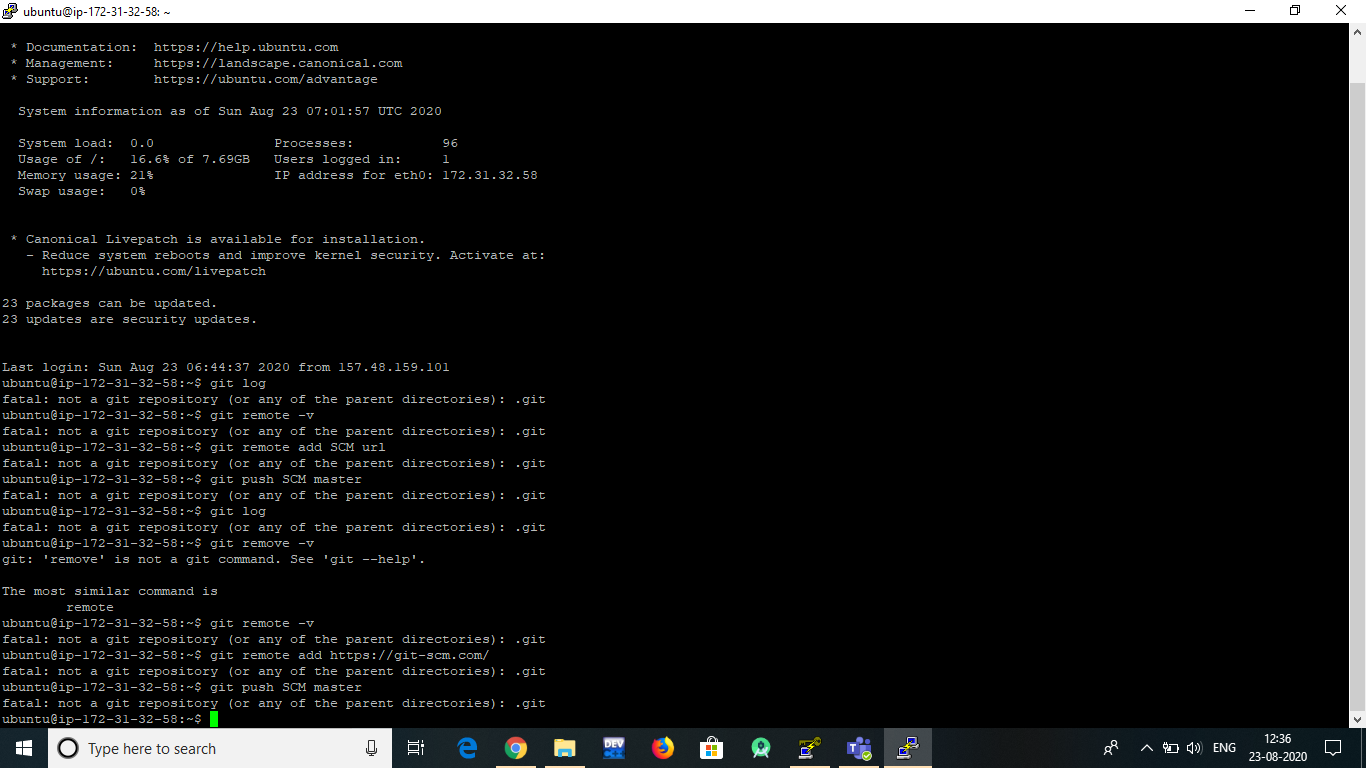 ubuntu@ip-172-31-32-58: ~
* Documentation:  https://help.ubuntu.com
* Management:     https://landscape.canonical.com
* Support:        https://ubuntu.com/advantage
System information as of Sun Aug 23 07:01:57 UTC 2020
System load:  0.0               Processes:           96
Usage of /:   16.6% of 7.69GB   Users logged in:     1
Memory usage: 21%               IP address for eth0: 172.31.32.58
Swap usage:   0%
* Canonical Livepatch is available for installation.
- Reduce system reboots and improve kernel security. Activate at:
https://ubuntu.com/livepatch
23 packages can be updated.
23 updates are security updates.
Last login: Sun Aug 23 06:44:37 2020 from 157.48.159.101
ubuntu@ip-172-31-32-58:~$ git log
fatal: not a git repository (or any of the parent directories): .git
ubuntu@ip-172-31-32-58:~$ git remote -v
fatal: not a git repository (or any of the parent directories): .git
ubuntu@ip-172-31-32-58:~$ git remote add SCM url
fatal: not a git repository (or any of the parent directories): .git
ubuntu@ip-172-31-32-58:~$ git push SCM master
fatal: not a git repository (or any of the parent directories): .git
ubuntu@ip-172-31-32-58:~$ git log
fatal: not a git repository (or any of the parent directories): .git
ubuntu@ip-172-31-32-58:~$ git remove -v
git: 'remove' is not a git command. See 'git --help'.
The most similar command is
remote
ubuntu@ip-172-31-32-58:~$ git remote -v
fatal: not a git repository (or any of the parent directories): .git
ubuntu@ip-172-31-32-58:~$ git remote add https://git-scm.com/
fatal: not a git repository (or any of the parent directories): .git
ubuntu@ip-172-31-32-58:~$ git push SCM master
fatal: not a git repository (or any of the parent directories): .git
ubuntu@ip-172-31-32-58:~$
Type here to search
DEV
ENG
12:36
23-08-2020